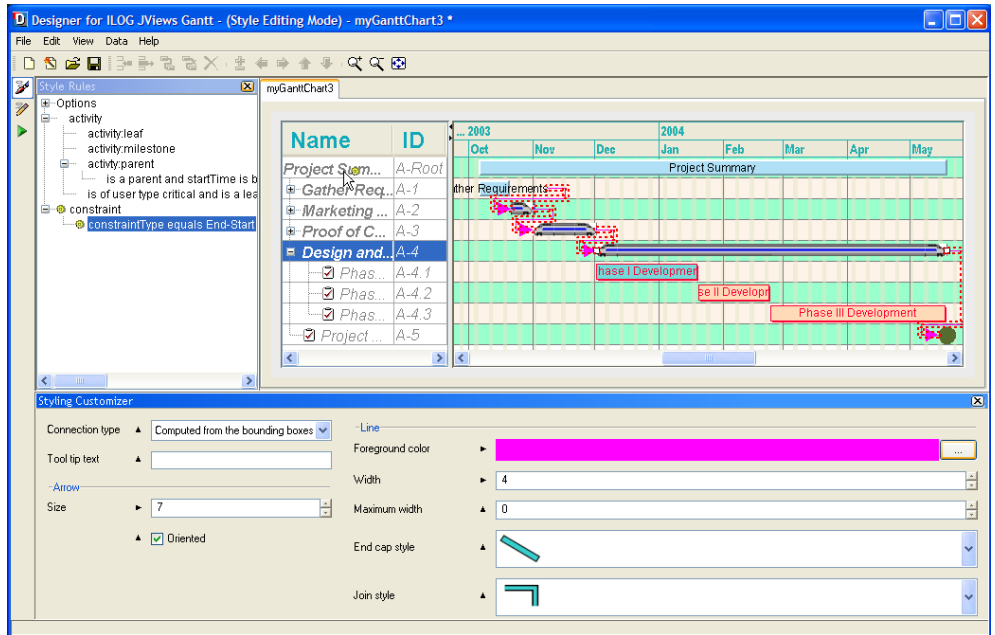 Designer for ILOG JViews Gantt - (Style Editing Mode) - myGanttChart3 *
File Edit View Data Help
Style Rules
myGanttChart3
Options
activity
activity:leaf
activity:milestone
activity:parent
is a parent and startTime is b
is of user type critical and is a lea
constraint
constraintType equals End-Start
Name ID
... 2003 2004
Oct Nov Dec Jan Feb Mar Apr May
Project Sum... A-Root Project Summary
Gather Req... A-1 ther Requirements
Marketing ... A-2
Proof of C... A-3
Design and... A-4
Phas... A-4.1 hase I Developmen
Phas... A-4.2 se II Developr
Phas... A-4.3 Phase III Development
Project ... A-5
Styling Customizer
Connection type Computed from the bounding boxes
Tool tip text
Arrow
Size 7
Oriented
Line
Foreground color ...
Width 4
Maximum width 0
End cap style
Join style